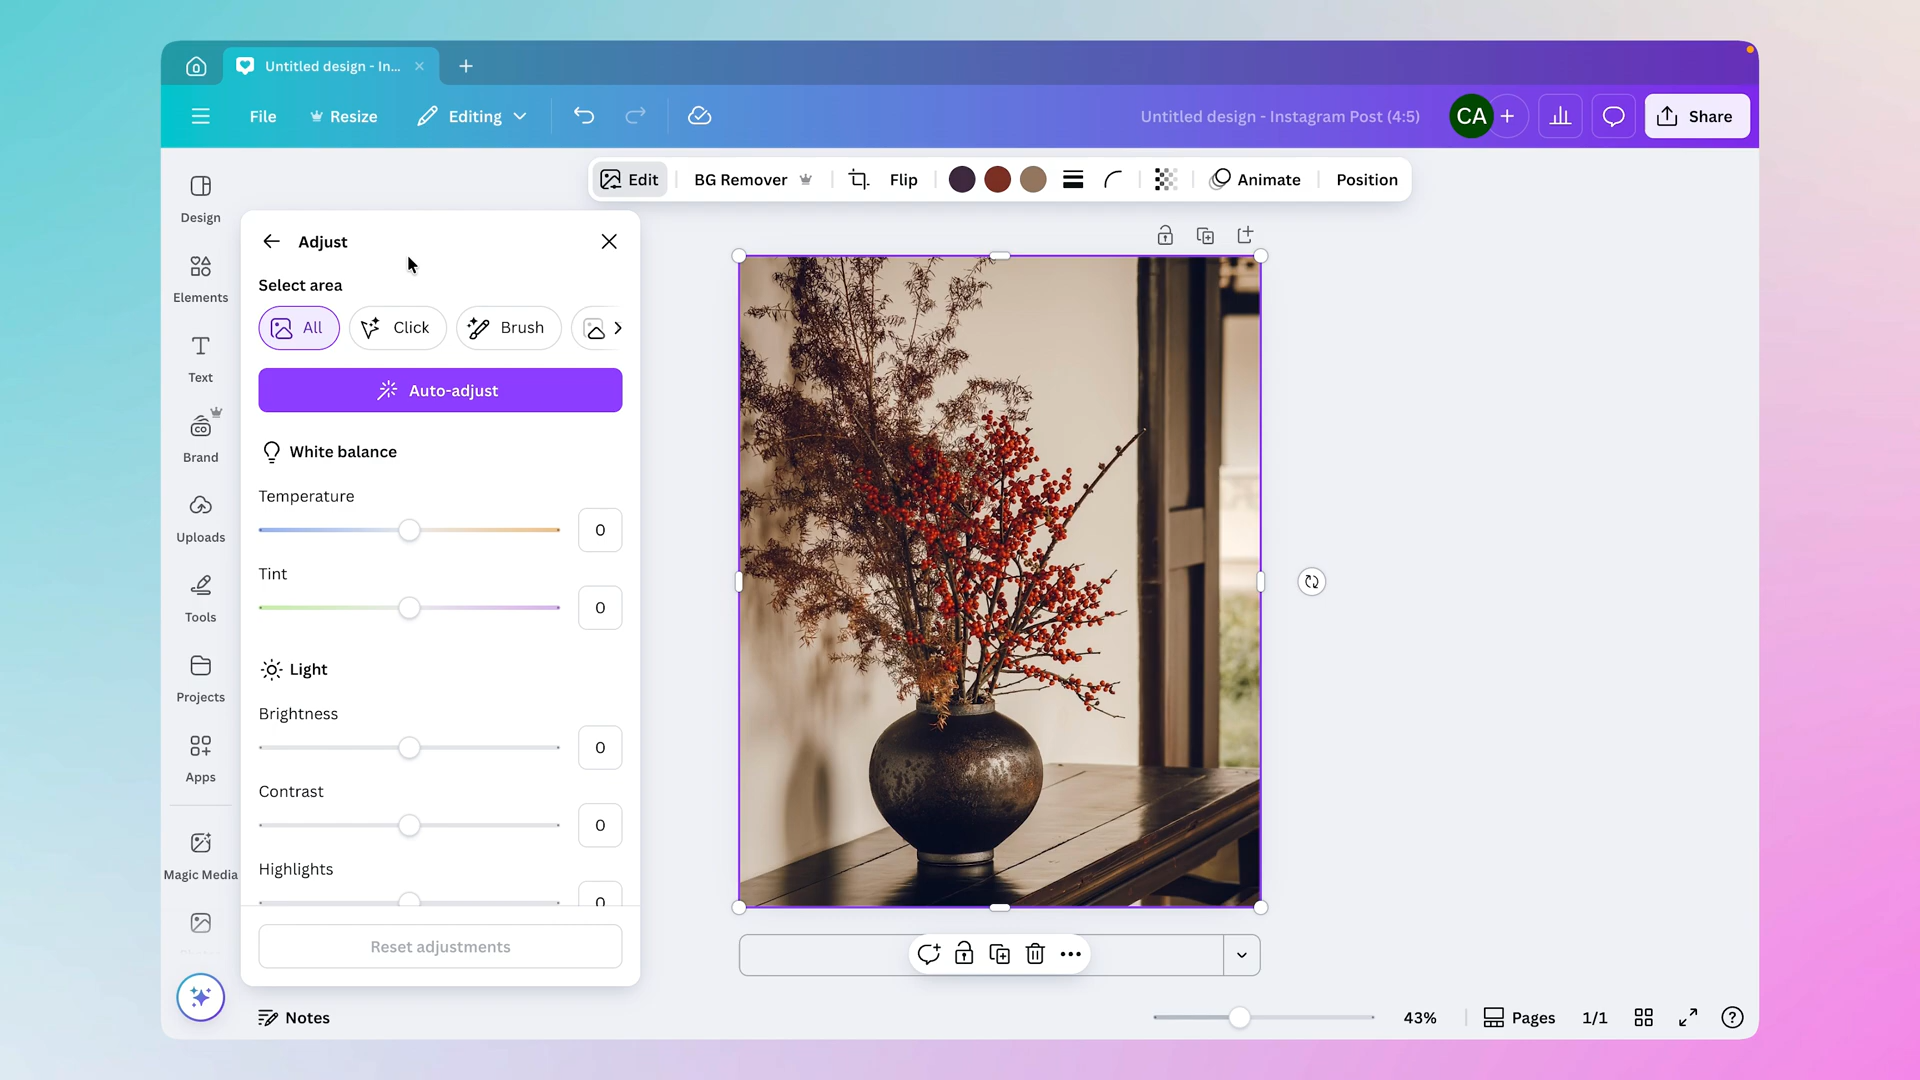 Untitled design - In...
File
Resize
Editing
Untitled design - Instagram Post (4:5)
CA
Share
Edit
BG Remover
Flip
Animate
Position
Design
Elements
Text
CO
Brand
Uploads
Tools
Projects
Apps
Magic Media
Adjust
Select area
All
Click
Brush
Auto-adjust
White balance
Temperature
0
Tint
0
Light
Brightness
0
Contrast
0
Highlights
0
Reset adjustments
Notes
43%
Pages
1/1
?